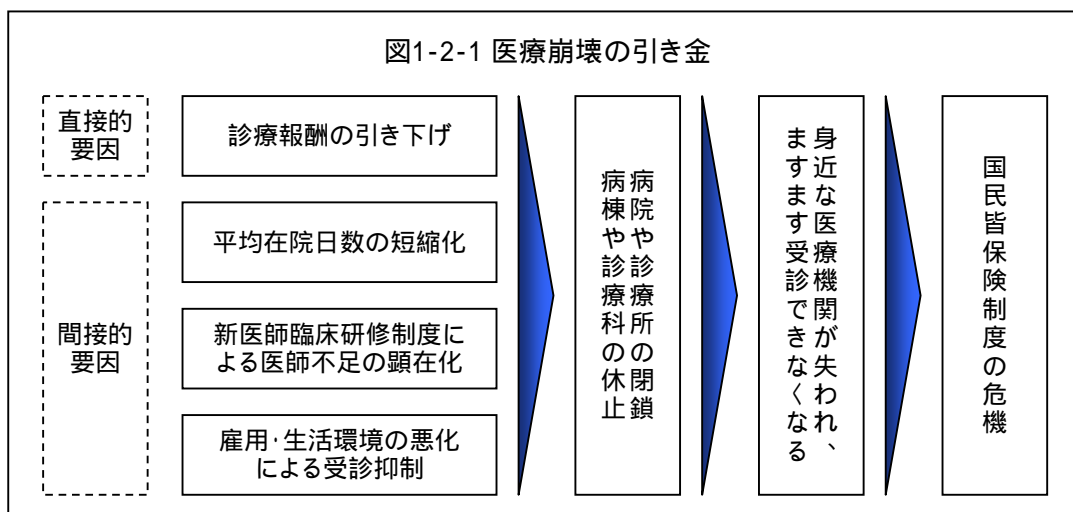 図1-2-1 医療崩壊の引き金
直接的
要因
診療報酬の引き下げ
間接的
要因
平均在院日数の短縮化
新医師臨床研修制度に
よる医師不足の顕在化
雇用・生活環境の悪化
による受診抑制
病院や診療所の閉鎖
病棟や診療科の休止
身近な医療機関が失われ、
ますます受診できなくなる
国民皆保険制度の危機